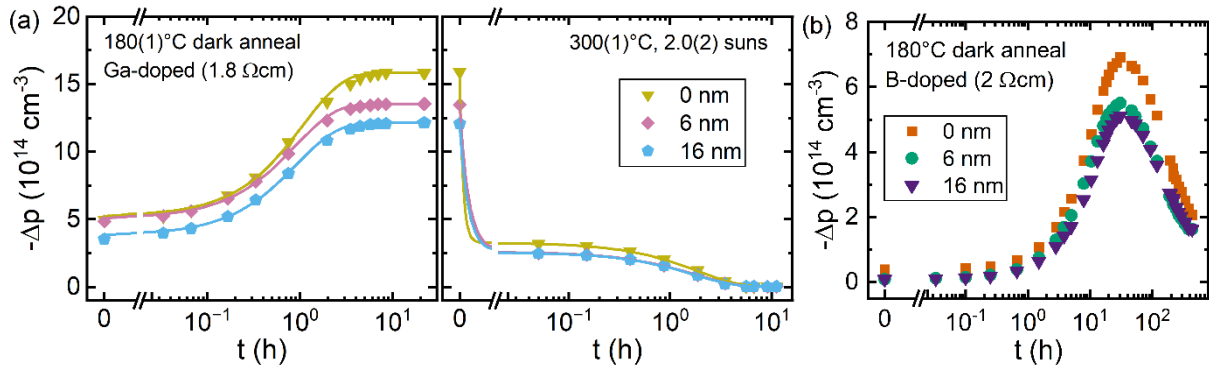 (a)
180(1)°C dark anneal
Ga-doped (1.8 Ωcm)
300(1)°C, 2.0(2) suns
0 nm
6 nm
16 nm
-Δp (10¹⁴ cm⁻³)
20
15
10
5
0
0 10⁻¹ 10⁰ 10¹
t (h)
0 10⁻¹ 10⁰ 10¹
t (h)
(b)
180°C dark anneal
B-doped (2 Ωcm)
0 nm
6 nm
16 nm
-Δp (10¹⁴ cm⁻³)
8
6
4
2
0
0 10⁻¹ 10⁰ 10¹ 10²
t (h)